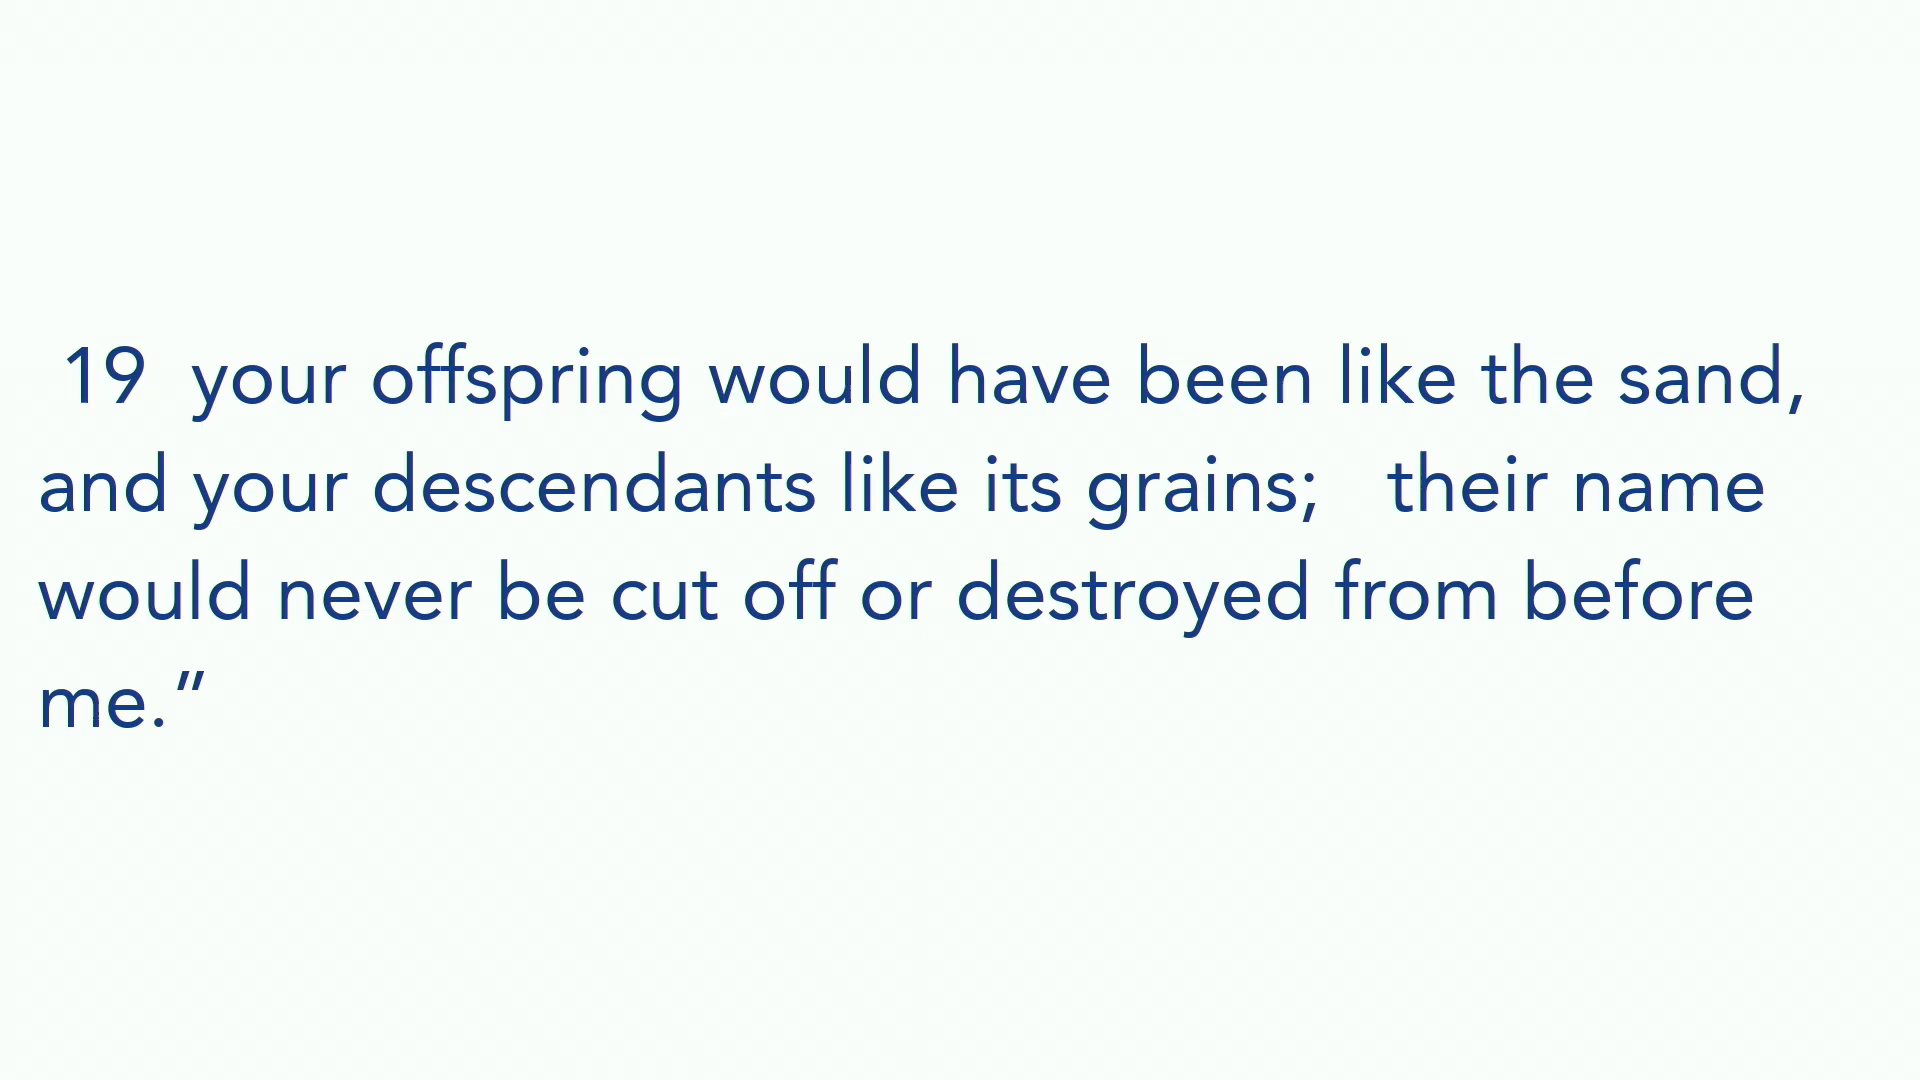 19 your offspring would have been like the sand,
and your descendants like its grains; their name
would never be cut off or destroyed from before
me.”